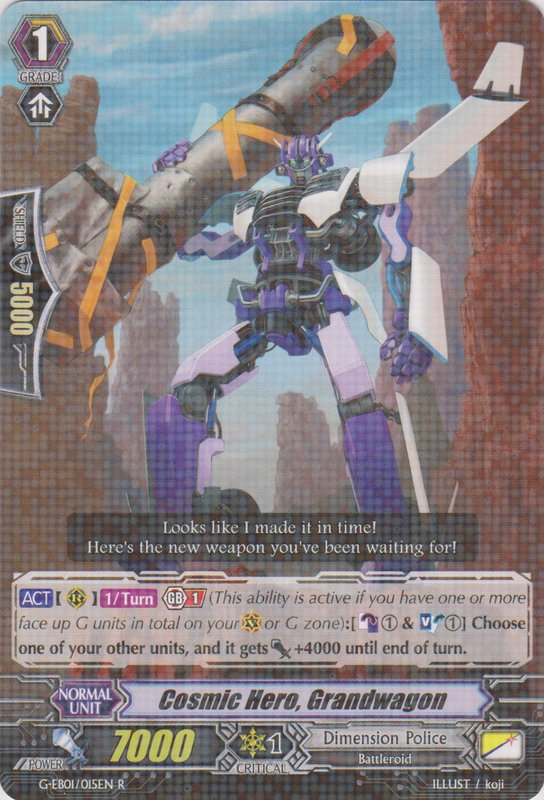 1
GRADE
SHIELD
5000
Looks like I made it in time!
Here's the new weapon you've been waiting for!
ACT【 R 】1/Turn GB 1 (This ability is active if you have one or more
face up G units in total on your V or G zone):[ ① & V ①] Choose
one of your other units, and it gets +4000 until end of turn.
NORMAL
UNIT
Cosmic Hero, Grandwagon
POWER
7000
1
CRITICAL
Dimension Police
Battleroid
G-EB01/015EN R
ILLUST / koji